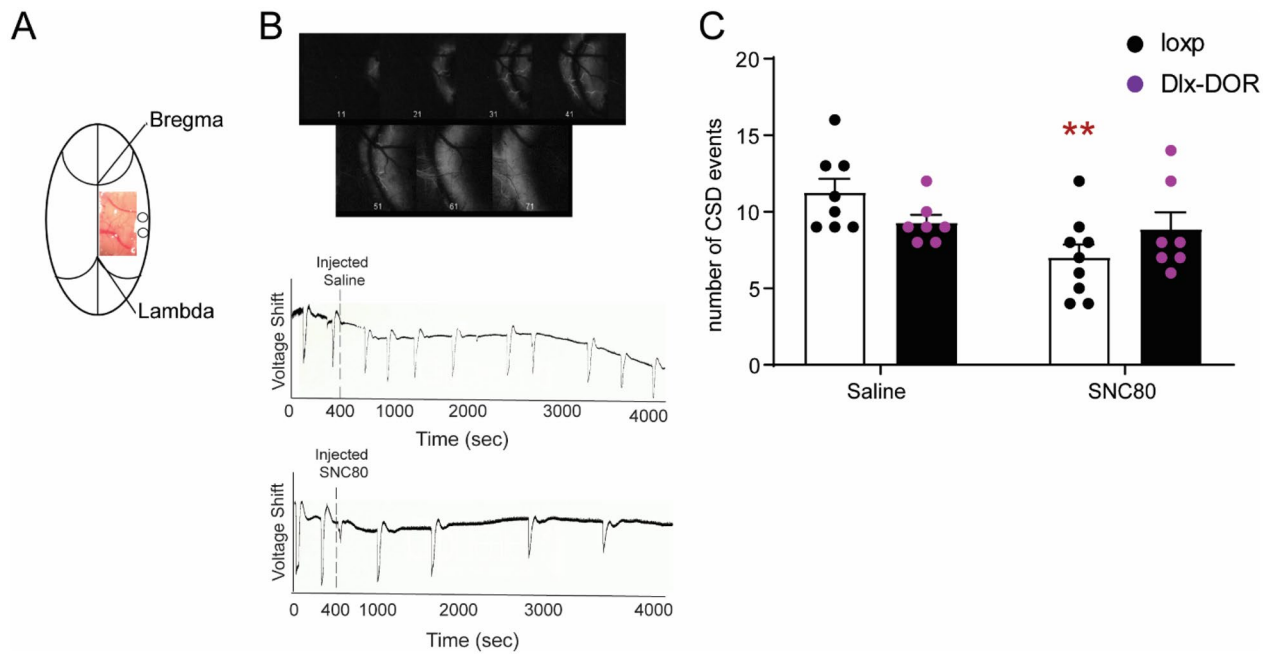 A
Bregma
Lambda
B
11 21 31 41
51 61 71
Injected
Saline
Voltage Shift
0 400 1000 2000 3000 4000
Time (sec)
Injected
SNC80
Voltage Shift
0 400 1000 2000 3000 4000
Time (sec)
C
loxp
Dlx-DOR
number of CSD events
20
15
10
5
0
**
Saline SNC80